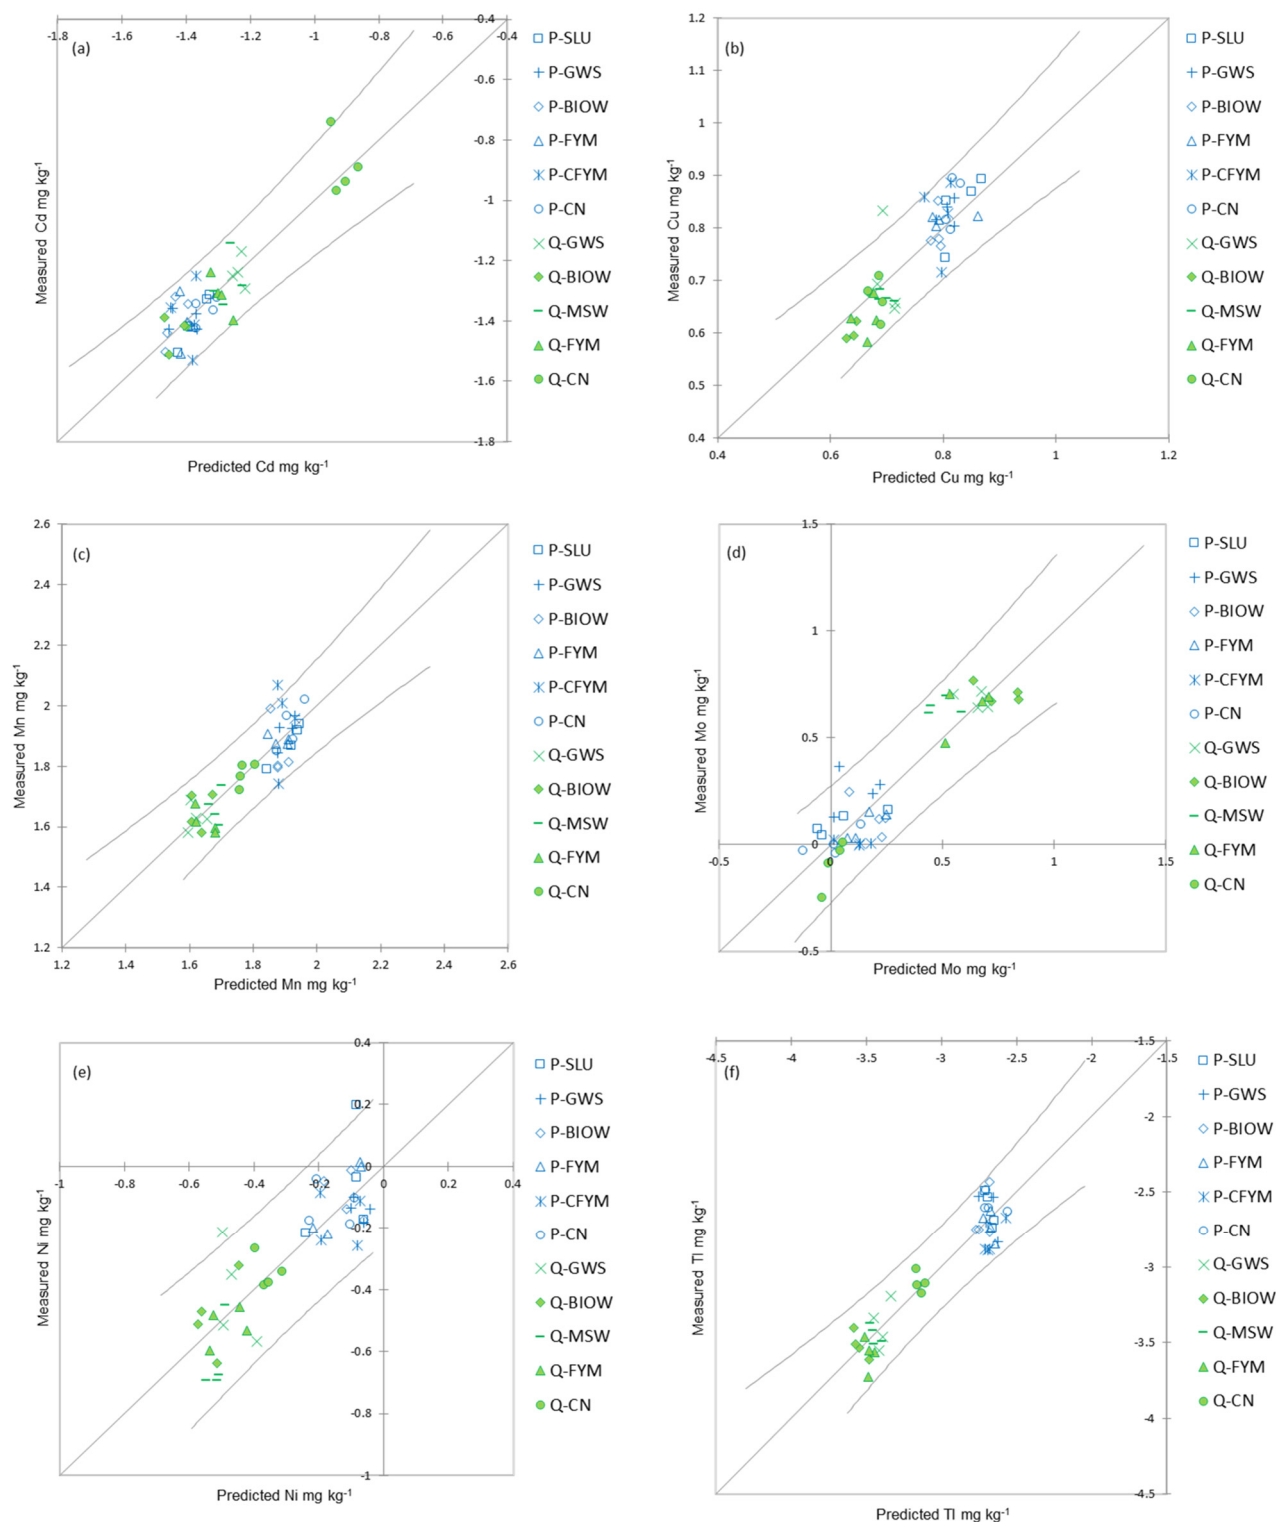 -1.8 -1.6 -1.4 -1.2 -1 -0.8 -0.6 -0.4
(a)
-0.4
-0.6
-0.8
-1
-1.2
-1.4
-1.6
-1.8
Measured Cd mg kg-1
Predicted Cd mg kg-1
P-SLU
P-GWS
P-BIOW
P-FYM
P-CFYM
P-CN
Q-GWS
Q-BIOW
Q-MSW
Q-FYM
Q-CN
(b)
1.2
1.1
1
0.9
0.8
0.7
0.6
0.5
0.4
Measured Cu mg kg-1
0.4 0.6 0.8 1 1.2
Predicted Cu mg kg-1
P-SLU
P-GWS
P-BIOW
P-FYM
P-CFYM
P-CN
Q-GWS
Q-BIOW
Q-MSW
Q-FYM
Q-CN
(c)
2.6
2.4
2.2
2
1.8
1.6
1.4
1.2
Measured Mn mg kg-1
1.2 1.4 1.6 1.8 2 2.2 2.4 2.6
Predicted Mn mg kg-1
P-SLU
P-GWS
P-BIOW
P-FYM
P-CFYM
P-CN
Q-GWS
Q-BIOW
Q-MSW
Q-FYM
Q-CN
(d)
1.5
1
0.5
0
-0.5
Measured Mo mg kg-1
-0.5 0 0.5 1 1.5
Predicted Mo mg kg-1
P-SLU
P-GWS
P-BIOW
P-FYM
P-CFYM
P-CN
Q-GWS
Q-BIOW
Q-MSW
Q-FYM
Q-CN
(e)
0.4
0.2
0
-0.2
-0.4
-0.6
-0.8
-1
Measured Ni mg kg-1
-1 -0.8 -0.6 -0.4 -0.2 0 0.2 0.4
Predicted Ni mg kg-1
P-SLU
P-GWS
P-BIOW
P-FYM
P-CFYM
P-CN
Q-GWS
Q-BIOW
Q-MSW
Q-FYM
Q-CN
-4.5 -4 -3.5 -3 -2.5 -2 -1.5
(f)
-1.5
-2
-2.5
-3
-3.5
-4
-4.5
Measured Tl mg kg-1
Predicted Tl mg kg-1
P-SLU
P-GWS
P-BIOW
P-FYM
P-CFYM
P-CN
Q-GWS
Q-BIOW
Q-MSW
Q-FYM
Q-CN